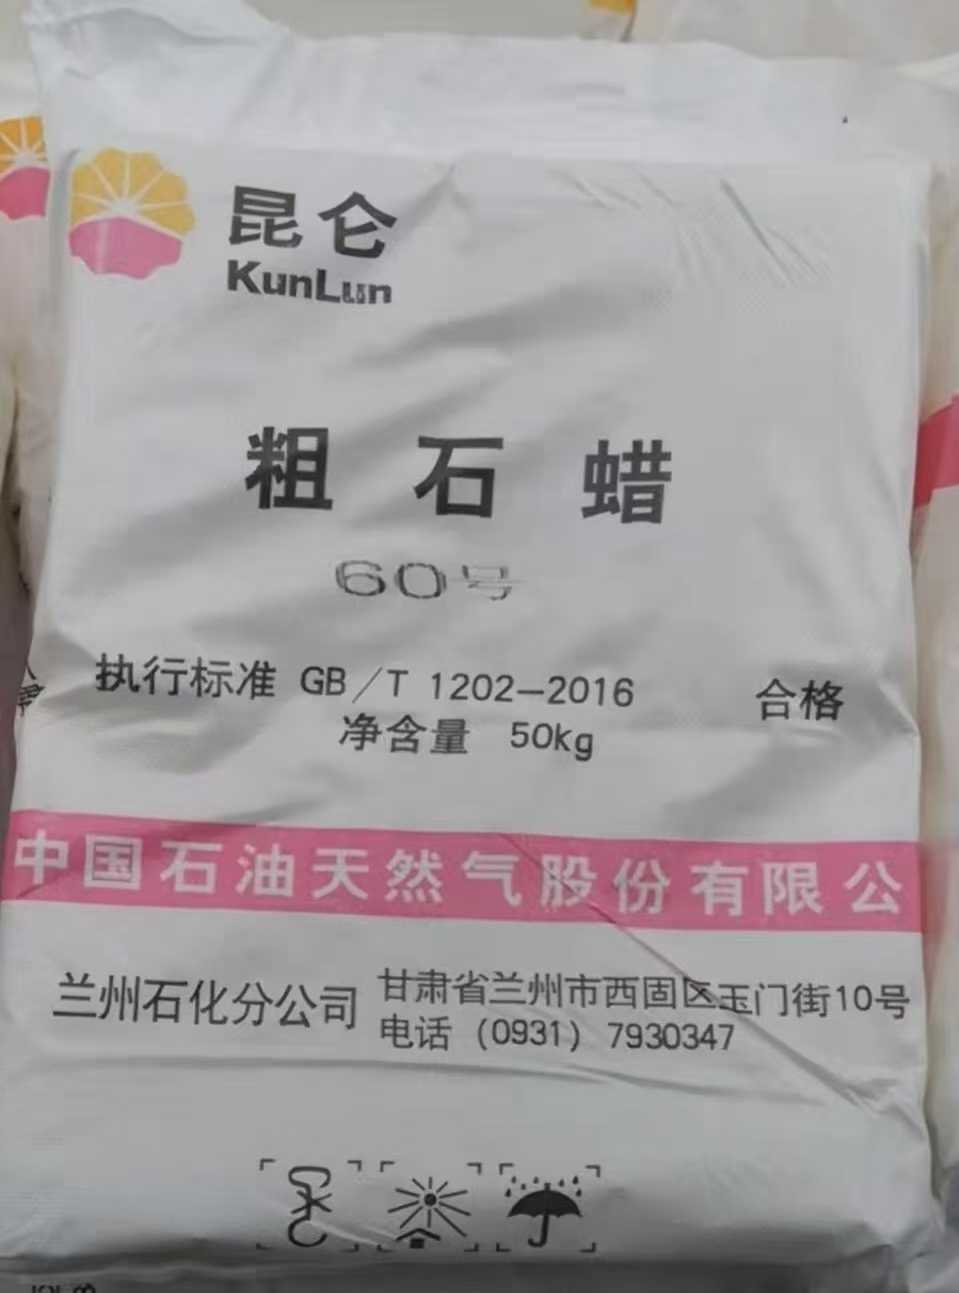 昆仑
KunLun
粗石蜡
60号
执行标准 GB/T 1202-2016 合格
净含量 50kg
中国石油天然气股份有限公
兰州石化分公司 甘肃省兰州市西固区玉门街10号
电话 (0931) 7930347